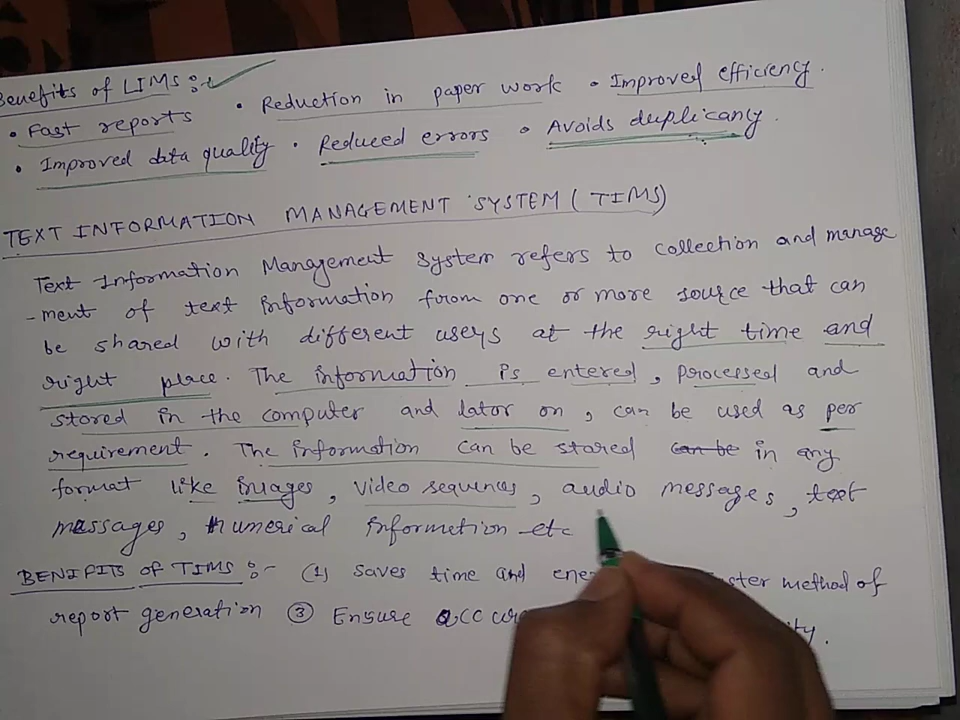 Benefits of LIMS :-
• Fast reports • Reduction in paper work • Improved efficiency.
• Improved data quality • Reduced errors • Avoids duplicany.
TEXT INFORMATION MANAGEMENT SYSTEM (TIMS)
Text Information Management system refers to collection and manage
-ment of text information from one or more source that can
be shared with different users at the right time and
right place. The information is entered, processed and
stored in the computer and lator on, can be used as per
requirement. The information can be stored can be in any
format like images, video sequences, audio messages, text
messages, numerical informetion etc
BENIFITS of TIMS :- (1) saves time and method of
report generation ③ Ensure